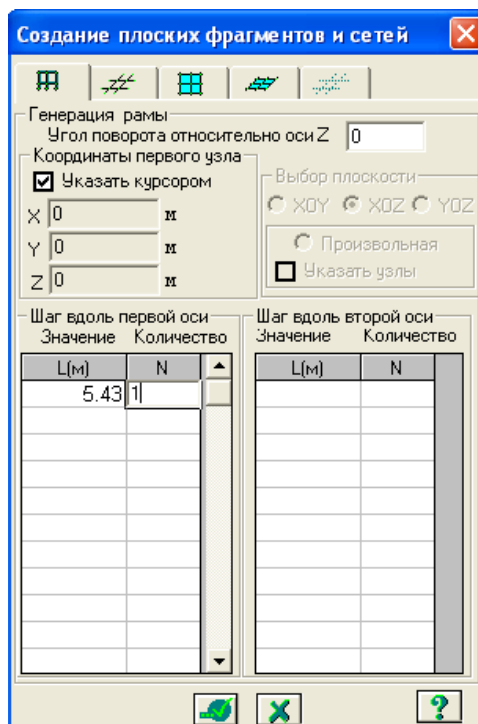 Создание плоских фрагментов и сетей
Генерация рамы
Угол поворота относительно оси Z 0
Координаты первого узла
Указать курсором
X 0 м
Y 0 м
Z 0 м
Выбор плоскости
XOY XOZ YOZ
Произвольная
Указать узлы
Шаг вдоль первой оси
Значение Количество
L(м) N
5.43 1
Шаг вдоль второй оси
Значение Количество
L(м) N
?